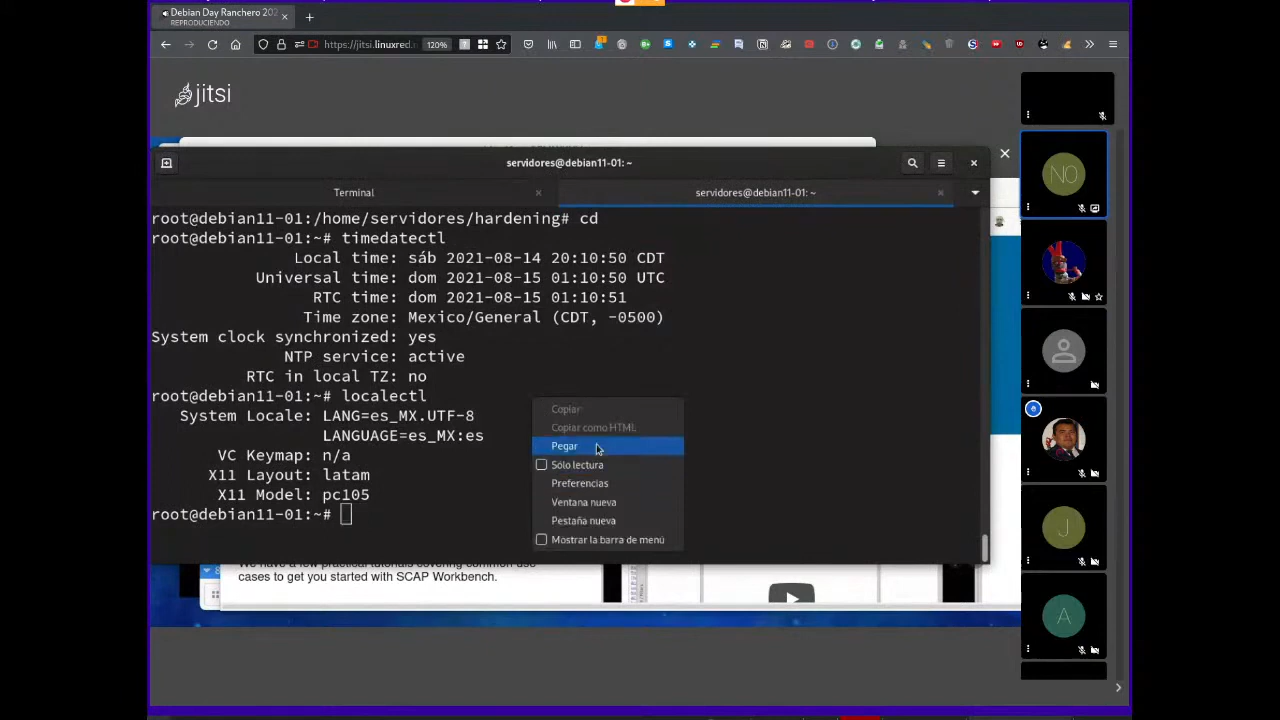 Debian Day Ranchero 202
REPRODUCIENDO
https://jitsi.linuxred.
120%
jitsi
servidores@debian11-01: ~
Terminal
servidores@debian11-01: ~
root@debian11-01:/home/servidores/hardening# cd
root@debian11-01:~# timedatectl
Local time: sáb 2021-08-14 20:10:50 CDT
Universal time: dom 2021-08-15 01:10:50 UTC
RTC time: dom 2021-08-15 01:10:51
Time zone: Mexico/General (CDT, -0500)
System clock synchronized: yes
NTP service: active
RTC in local TZ: no
root@debian11-01:~# localectl
System Locale: LANG=es_MX.UTF-8
LANGUAGE=es_MX:es
VC Keymap: n/a
X11 Layout: latam
X11 Model: pc105
root@debian11-01:~#
Copiar
Copiar como HTML
Pegar
Sólo lectura
Preferencias
Ventana nueva
Pestaña nueva
Mostrar la barra de menú
We have a few practical tutorials covering common use
cases to get you started with SCAP Workbench.
NO
J
A